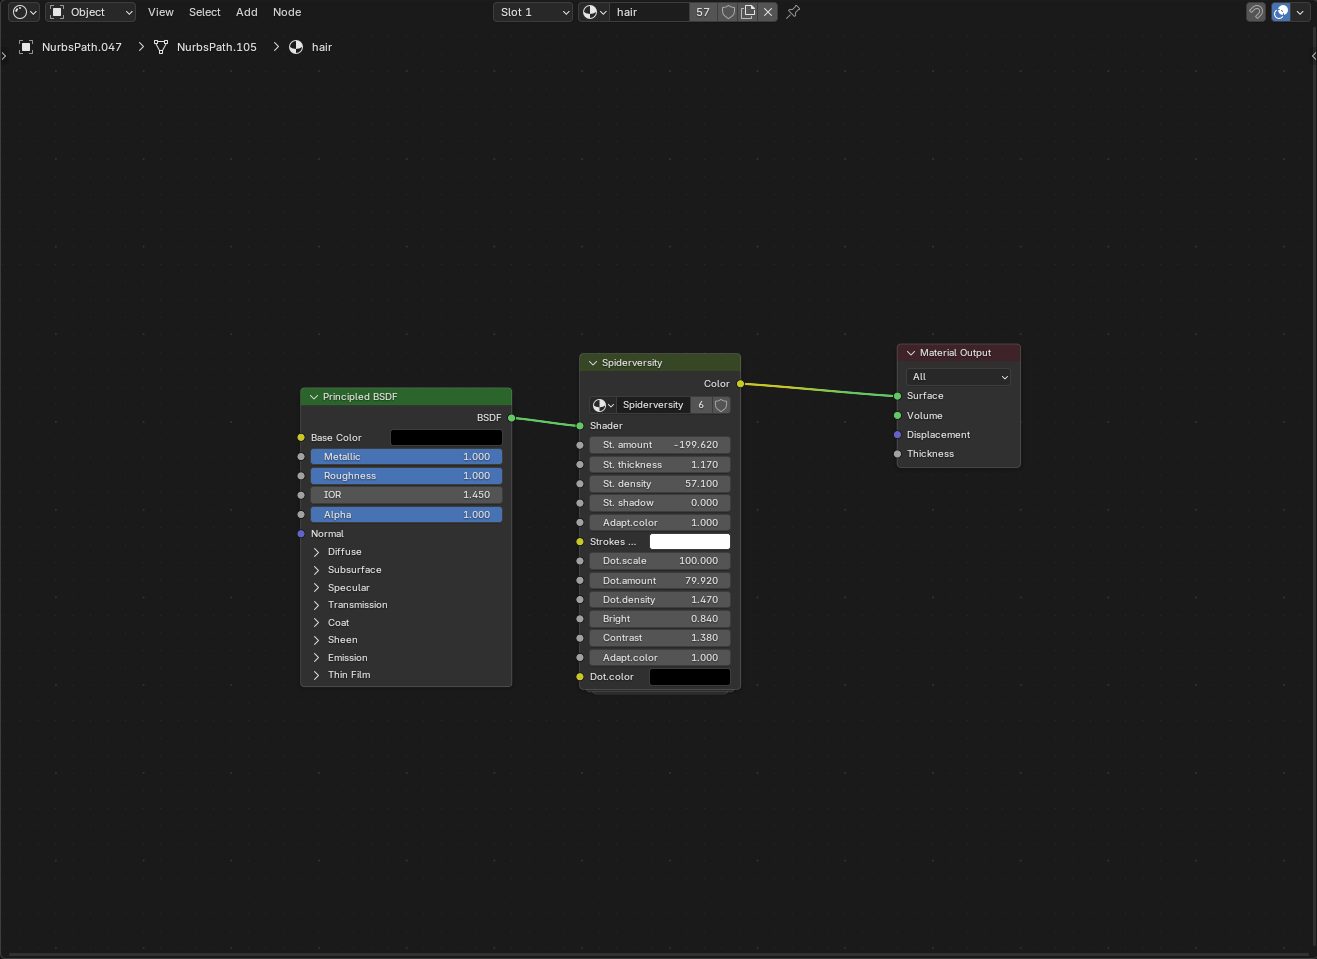 Object View Select Add Node Slot 1 hair 57
NurbsPath.047 NurbsPath.105 hair
Principled BSDF
BSDF
Base Color
Metallic 1.000
Roughness 1.000
IOR 1.450
Alpha 1.000
Normal
Diffuse
Subsurface
Specular
Transmission
Coat
Sheen
Emission
Thin Film
Spiderversity
Color
Spiderversity 6
Shader
St. amount -199.620
St. thickness 1.170
St. density 57.100
St. shadow 0.000
Adapt.color 1.000
Strokes ...
Dot.scale 100.000
Dot.amount 79.920
Dot.density 1.470
Bright 0.840
Contrast 1.380
Adapt.color 1.000
Dot.color
Material Output
All
Surface
Volume
Displacement
Thickness